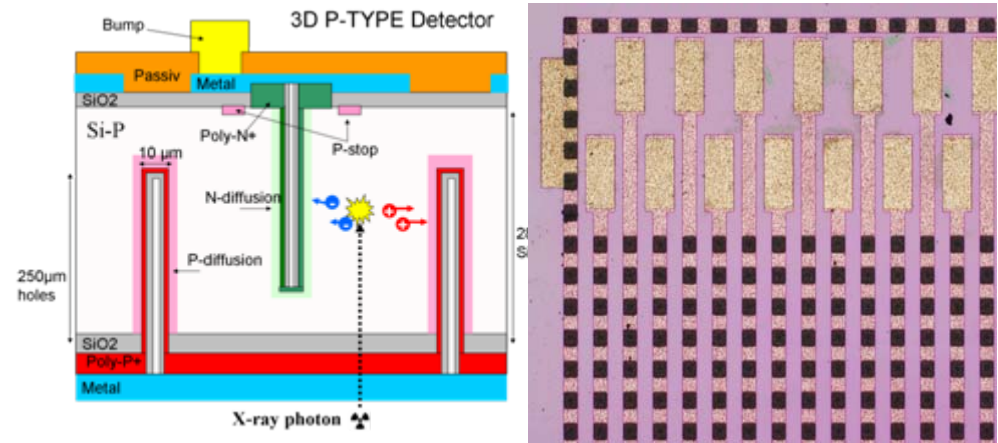 3D P-TYPE Detector
Bump
Passiv
Metal
SiO2
Si-P
Poly-N+
P-stop
10 µm
N-diffusion
P-diffusion
250µm
holes
SiO2
Poly-P+
Metal
X-ray photon